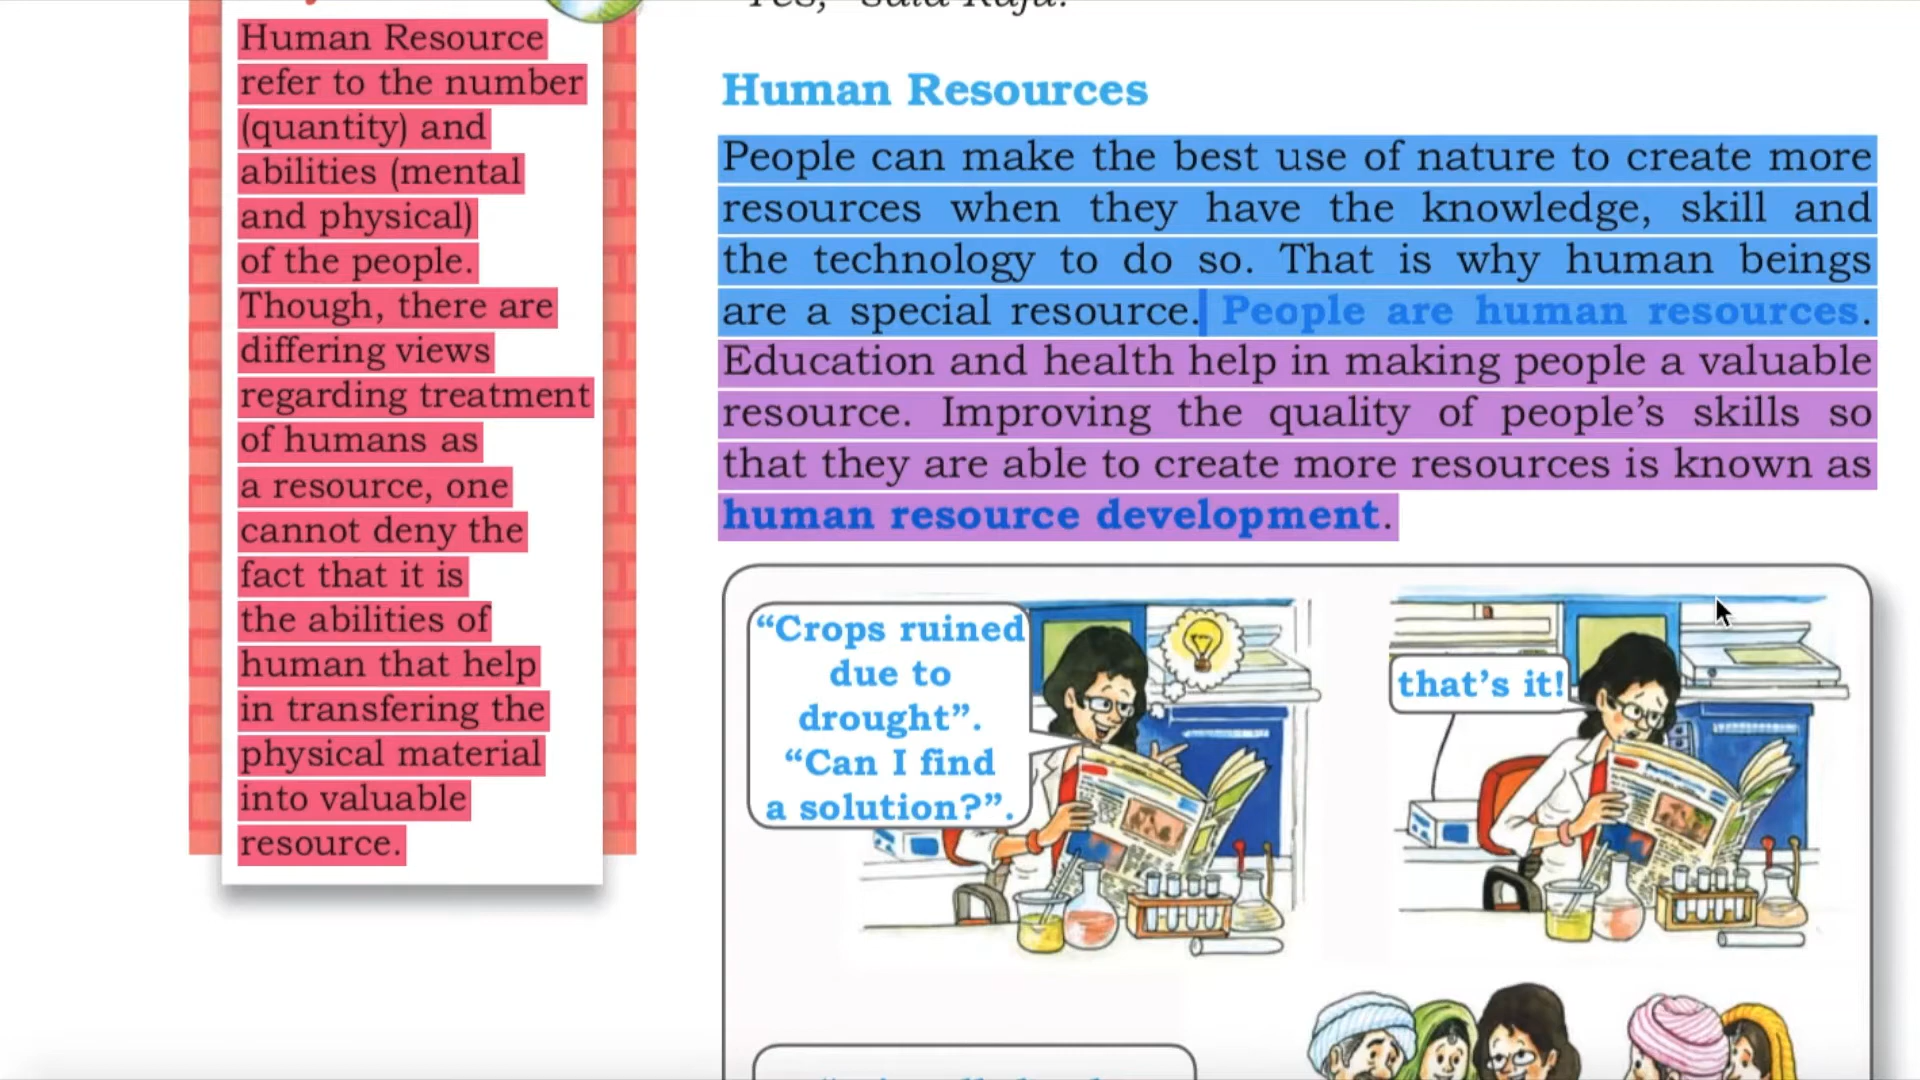 Human Resource
refer to the number
(quantity) and
abilities (mental
and physical)
of the people.
Though, there are
differing views
regarding treatment
of humans as
a resource, one
cannot deny the
fact that it is
the abilities of
human that help
in transfering the
physical material
into valuable
resource.
Yes," said Raju.
Human Resources
People can make the best use of nature to create more
resources when they have the knowledge, skill and
the technology to do so. That is why human beings
are a special resource. People are human resources.
Education and health help in making people a valuable
resource. Improving the quality of people’s skills so
that they are able to create more resources is known as
human resource development.
“Crops ruined
due to
drought”.
“Can I find
a solution?”.
that’s it!